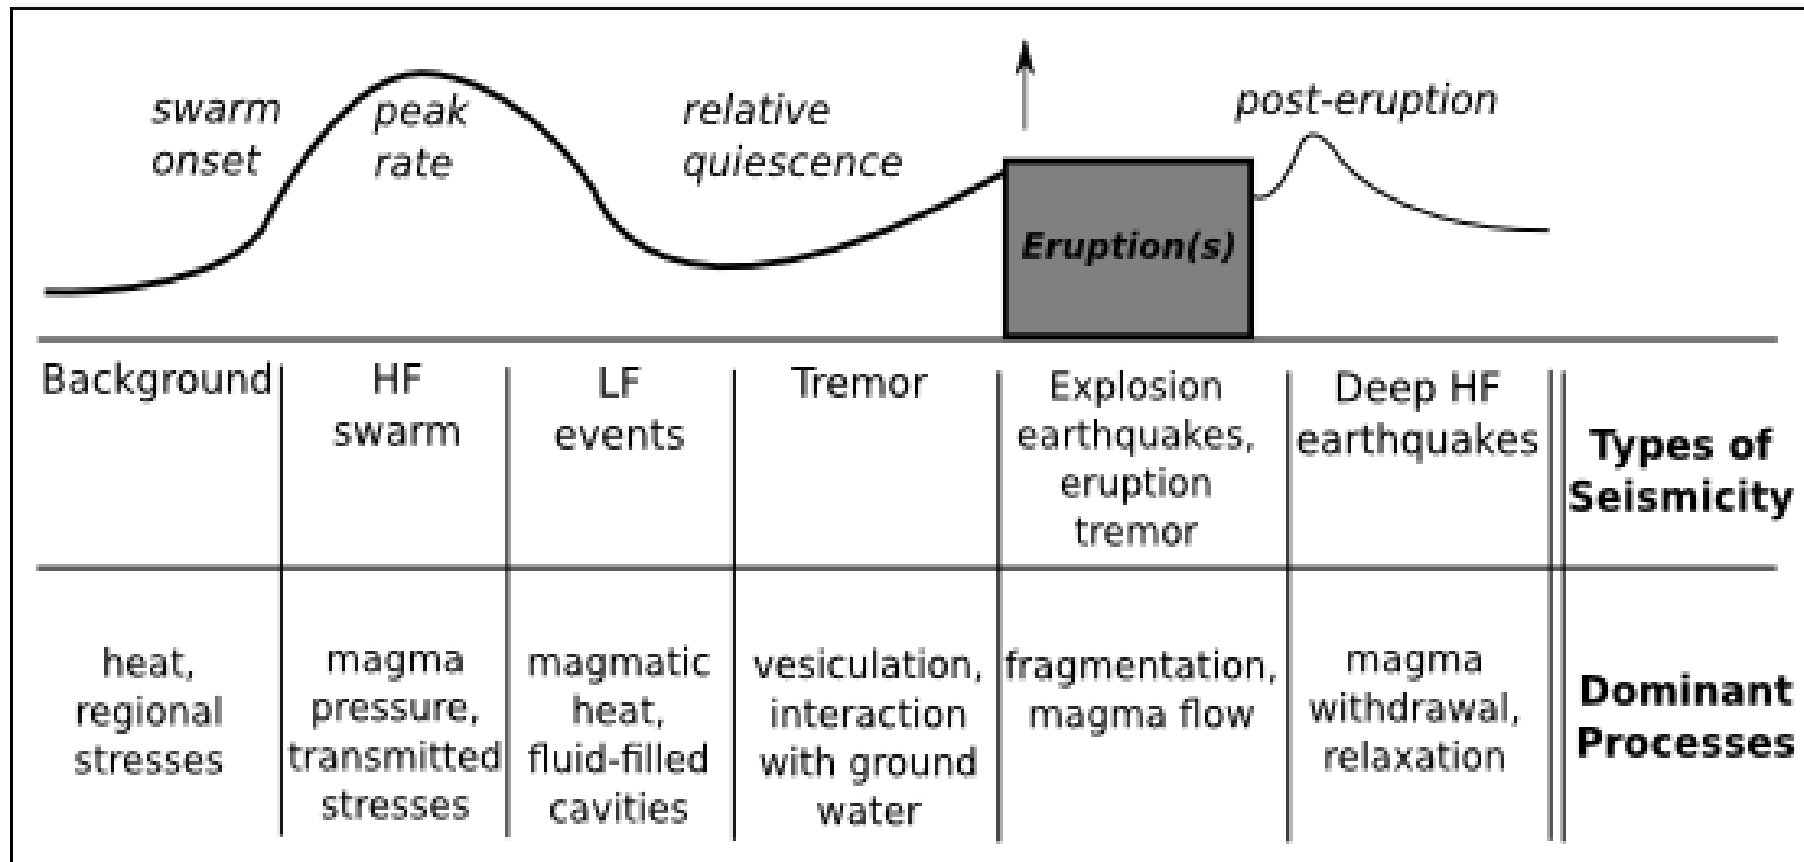 swarm
onset
peak
rate
relative
quiescence
post-eruption
Eruption(s)
Background
HF
swarm
LF
events
Tremor
Explosion
earthquakes,
eruption
tremor
Deep HF
earthquakes
Types of
Seismicity
heat,
regional
stresses
magma
pressure,
transmitted
stresses
magmatic
heat,
fluid-filled
cavities
vesiculation,
interaction
with ground
water
fragmentation,
magma flow
magma
withdrawal,
relaxation
Dominant
Processes